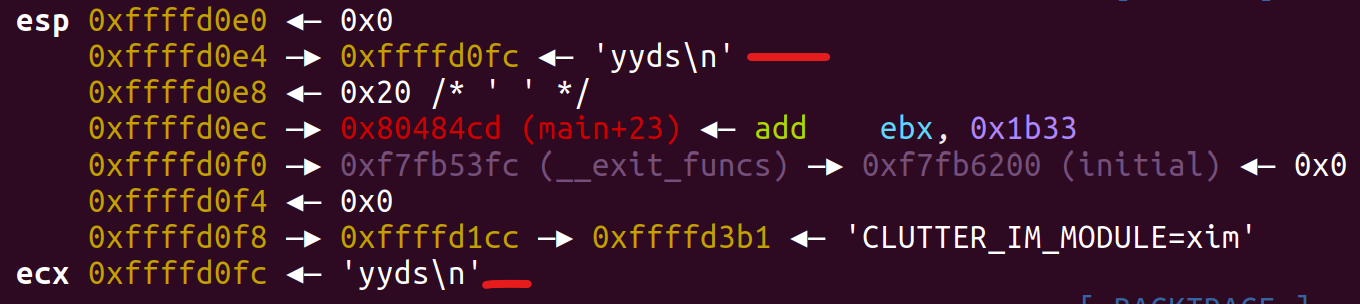 esp 0xffffd0e0 ◂— 0x0
0xffffd0e4 —▸ 0xffffd0fc ◂— 'yyds\n'
0xffffd0e8 ◂— 0x20 /* ' ' */
0xffffd0ec —▸ 0x80484cd (main+23) ◂— add ebx, 0x1b33
0xffffd0f0 —▸ 0xf7fb53fc (__exit_funcs) —▸ 0xf7fb6200 (initial) ◂— 0x0
0xffffd0f4 ◂— 0x0
0xffffd0f8 —▸ 0xffffd1cc —▸ 0xffffd3b1 ◂— 'CLUTTER_IM_MODULE=xim'
ecx 0xffffd0fc ◂— 'yyds\n'
[ BACKTRACE ]